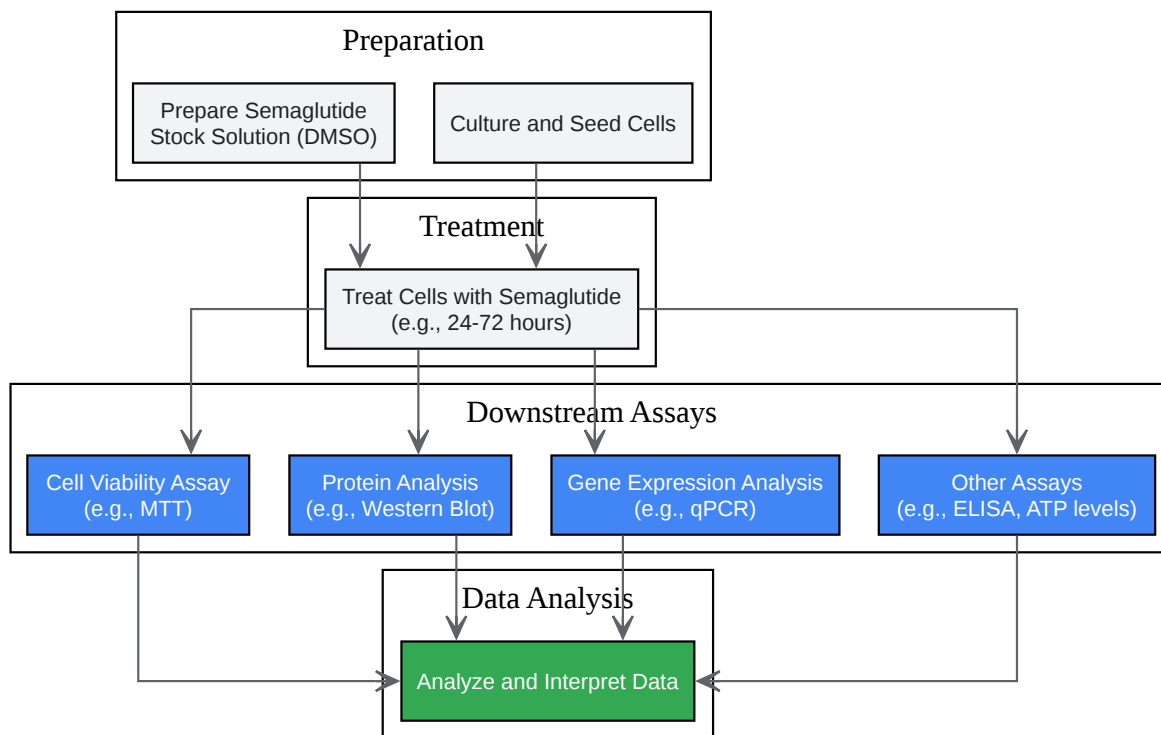 Preparation
Prepare Semaglutide
Stock Solution (DMSO)
Culture and Seed Cells
Treatment
Treat Cells with Semaglutide
(e.g., 24-72 hours)
Downstream Assays
Cell Viability Assay
(e.g., MTT)
Protein Analysis
(e.g., Western Blot)
Gene Expression Analysis
(e.g., qPCR)
Other Assays
(e.g., ELISA, ATP levels)
Data Analysis
Analyze and Interpret Data